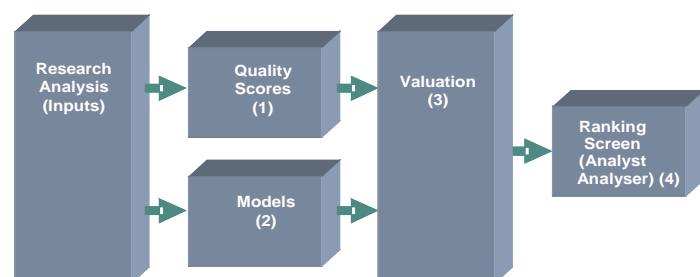 Research
Analysis
(Inputs)
Quality
Scores
(1)
Models
(2)
Valuation
(3)
Ranking
Screen
(Analyst
Analyser) (4)